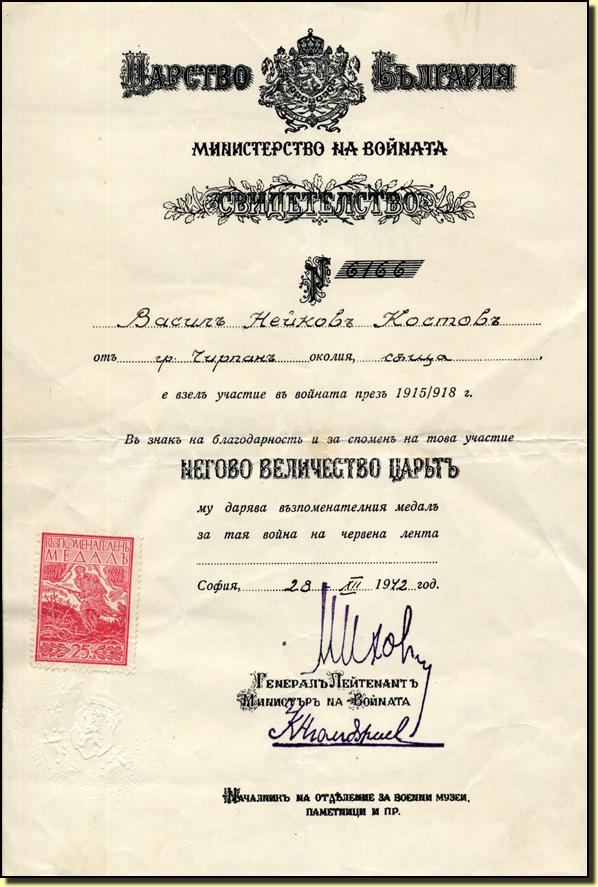 ЦАРСТВО БЪЛГАРИЯ
МИНИСТЕРСТВО НА ВОЙНАТА
СВИДЕТЕЛСТВО
№ 6166
Василъ Нейковъ Костовъ
отъ гр. Чирпанъ околия, сѫща,
е взелъ участие въ войната презъ 1915/918 г.
Въ знакъ на благодарность и за споменъ на това участие
НЕГОВО ВЕЛИЧЕСТВО ЦАРЬТЪ
му дарява възпоменателния медалъ
за тая война на червена лента
София, 28 XII 1942 год.
ВЪЗПОМЕНАТЕЛЕНЪ
МЕДАЛЪ
25 ЛВ.
ГЕНЕРАЛЪ ЛЕЙТЕНАНТЪ
МИНИСТЪРЪ НА ВОЙНАТА
НАЧАЛНИКЪ НА ОТДѢЛЕНИЕ ЗА ВОЕННИ МУЗЕИ,
ПАМЕТНИЦИ И ПР.